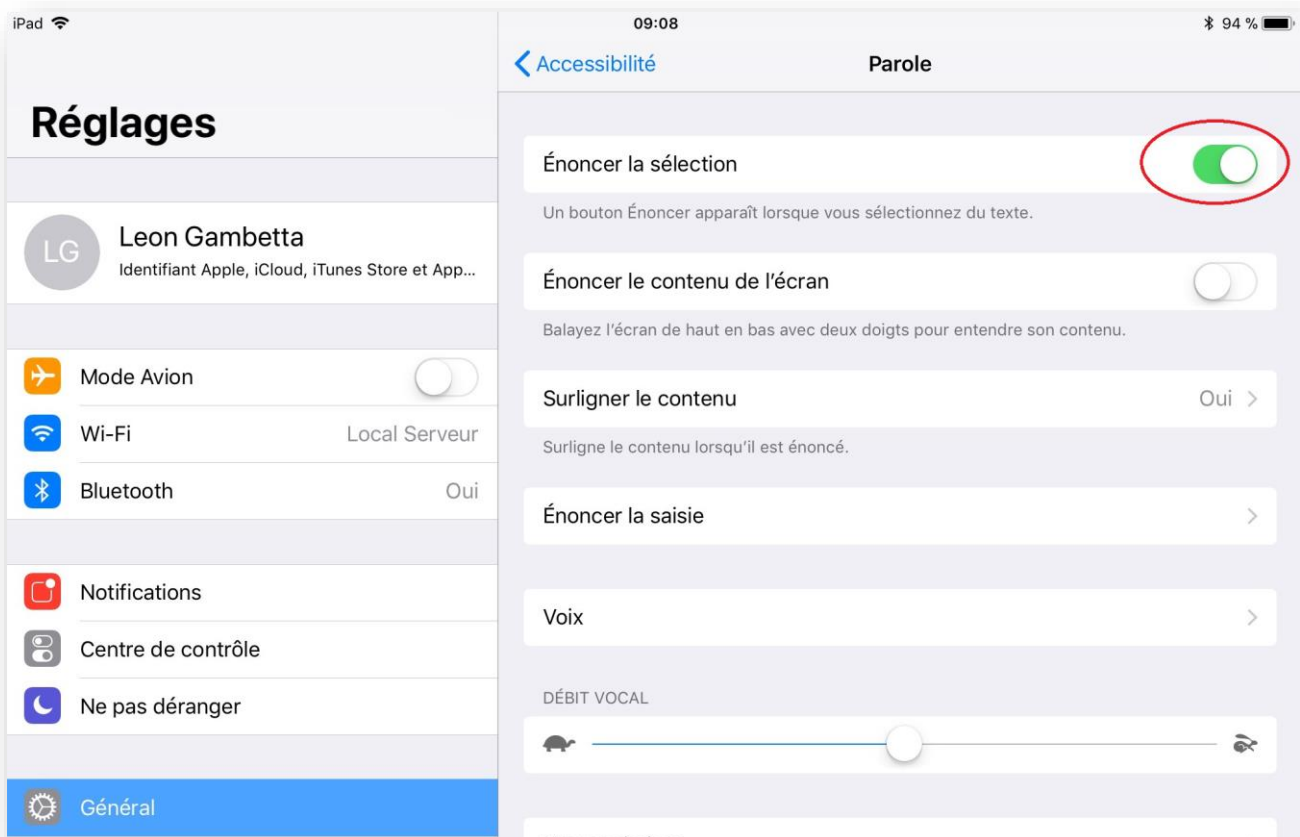 iPad
09:08
94 %
Réglages
LG
Leon Gambetta
Identifiant Apple, iCloud, iTunes Store et App...
Mode Avion
Wi-Fi
Local Serveur
Bluetooth
Oui
Notifications
Centre de contrôle
Ne pas déranger
Général
Accessibilité
Parole
Énoncer la sélection
Un bouton Énoncer apparaît lorsque vous sélectionnez du texte.
Énoncer le contenu de l’écran
Balayez l’écran de haut en bas avec deux doigts pour entendre son contenu.
Surligner le contenu
Oui
Surligne le contenu lorsqu’il est énoncé.
Énoncer la saisie
Voix
DÉBIT VOCAL